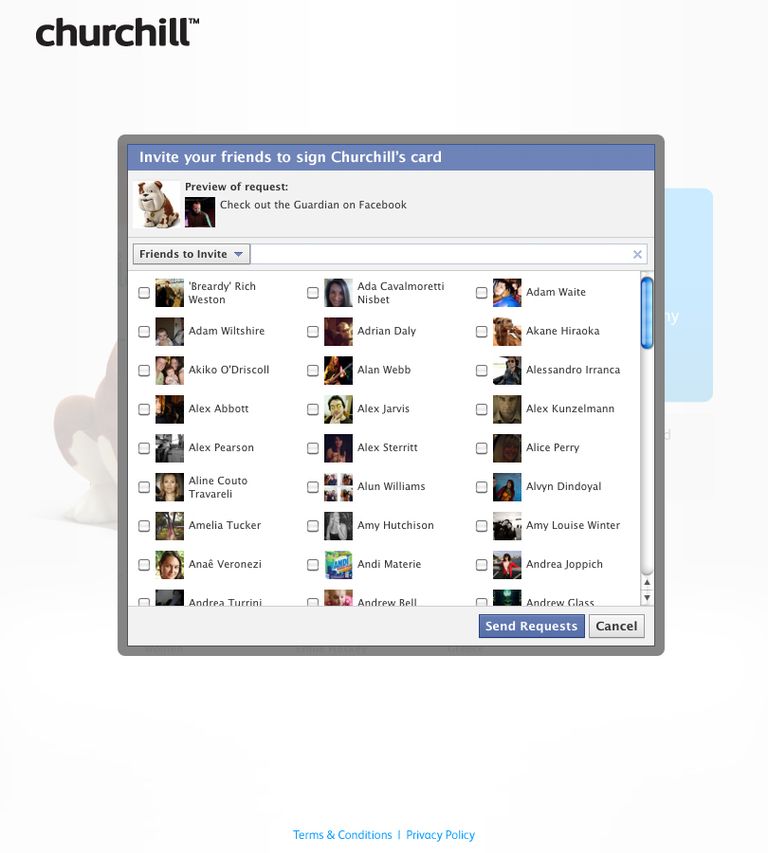 churchill™
Invite your friends to sign Churchill's card
Preview of request:
Check out the Guardian on Facebook
Friends to Invite
'Breardy' Rich
Weston
Ada Cavalmoretti
Nisbet
Adam Waite
Adam Wiltshire
Adrian Daly
Akane Hiraoka
Akiko O'Driscoll
Alan Webb
Alessandro Irranca
Alex Abbott
Alex Jarvis
Alex Kunzelmann
Alex Pearson
Alex Sterritt
Alice Perry
Aline Couto
Travareli
Alun Williams
Alvyn Dindoyal
Amelia Tucker
Amy Hutchison
Amy Louise Winter
Anaê Veronezi
Andi Materie
Andrea Joppich
Andrea Turrini
Andrew Bell
Andrew Glass
Send Requests
Cancel
Terms & Conditions | Privacy Policy